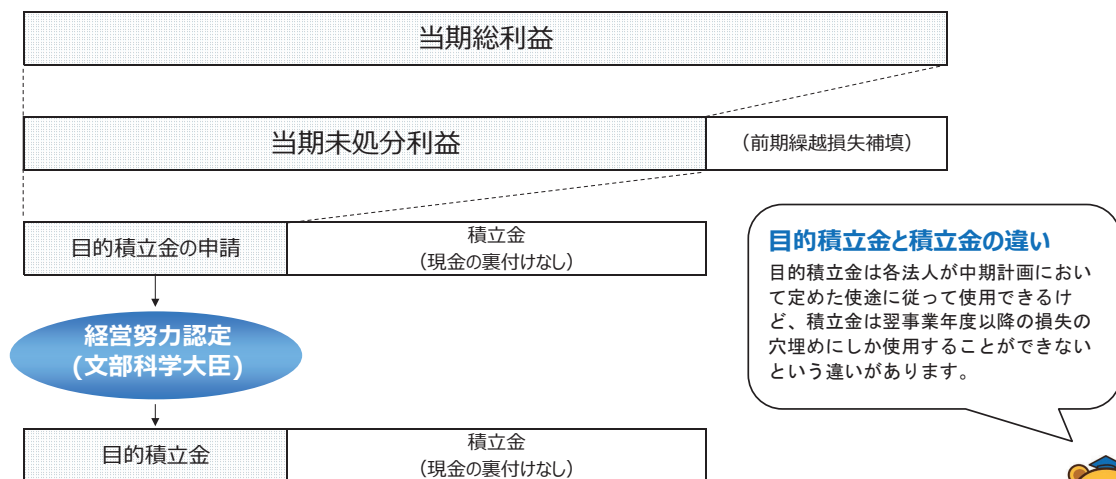 当期総利益
当期未処分利益
（前期繰越損失補填）
目的積立金の申請
積立金
（現金の裏付けなし）
経営努力認定
(文部科学大臣)
目的積立金
積立金
（現金の裏付けなし）
目的積立金と積立金の違い
目的積立金は各法人が中期計画におい
て定めた使途に従って使用できるけ
ど、積立金は翌事業年度以降の損失の
穴埋めにしか使用することができない
という違いがあります。